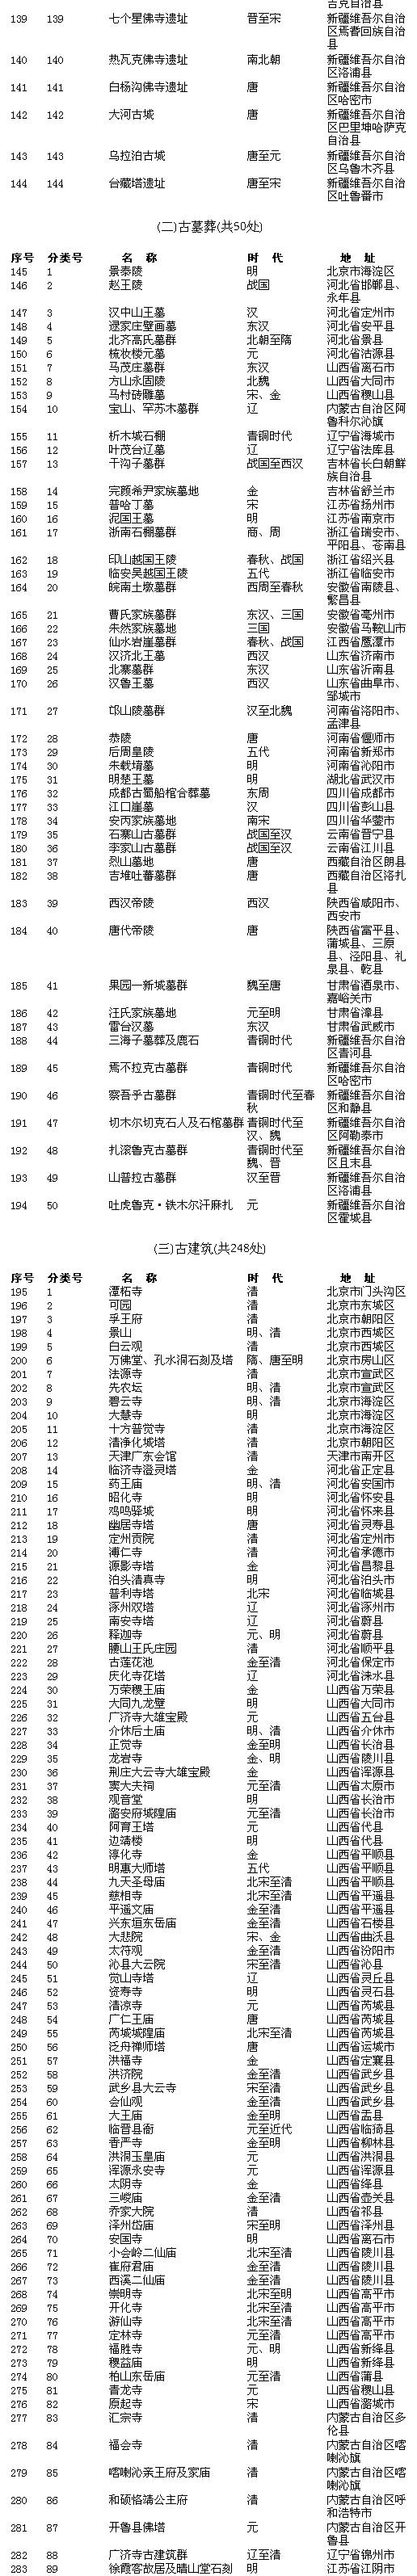 吉克自治县
139 139 七个星佛寺遗址 晋至宋 新疆维吾尔自治
区焉耆回族自治
县
140 140 热瓦克佛寺遗址 南北朝 新疆维吾尔自治
区洛浦县
141 141 白杨沟佛寺遗址 唐 新疆维吾尔自治
区哈密市
142 142 大河古城 唐 新疆维吾尔自治
区巴里坤哈萨克
自治县
143 143 乌拉泊古城 唐至元 新疆维吾尔自治
区乌鲁木齐县
144 144 台藏塔遗址 唐至宋 新疆维吾尔自治
区吐鲁番市
(二)古墓葬(共50处)
序号 分类号 名 称 时 代 地 址
145 1 景泰陵 明 北京市海淀区
146 2 赵王陵 战国 河北省邯郸县、
永年县
147 3 汉中山王墓 汉 河北省定州市
148 4 逯家庄壁画墓 东汉 河北省安平县
149 5 北齐高氏墓群 北朝至隋 河北省景县
150 6 梳妆楼元墓 元 河北省沽源县
151 7 马茂庄墓群 东汉 山西省离石市
152 8 方山永固陵 北魏 山西省大同市
153 9 马村砖雕墓 宋、金 山西省稷山县
154 10 宝山、罕苏木墓群 辽 内蒙古自治区阿
鲁科尔沁旗
155 11 析木城石棚 青铜时代 辽宁省海城市
156 12 叶茂台辽墓 辽 辽宁省法库县
157 13 干沟子墓群 战国至西汉 吉林省长白朝鲜
族自治县
158 14 完颜希尹家族墓地 金 吉林省舒兰市
159 15 普哈丁墓 宋 江苏省扬州市
160 16 泥国王墓 明 江苏省南京市
161 17 浙南石棚墓群 商、周 浙江省瑞安市、
平阳县、苍南县
162 18 印山越国王陵 春秋、战国 浙江省绍兴县
163 19 临安吴越国王陵 五代 浙江省临安市
164 20 皖南土墩墓群 西周至春秋 安徽省南陵县、
繁昌县
165 21 曹氏家族墓群 东汉、三国 安徽省亳州市
166 22 朱然家族墓地 三国 安徽省马鞍山市
167 23 仙水岩崖墓群 春秋、战国 江西省鹰潭市
168 24 汉济北王墓 西汉 山东省济南市
169 25 北寨墓群 东汉 山东省沂南县
170 26 汉鲁王墓 西汉 山东省曲阜市、
邹城市
171 27 邙山陵墓群 汉至北魏 河南省洛阳市、
孟津县
172 28 恭陵 唐 河南省偃师市
173 29 后周皇陵 五代 河南省新郑市
174 30 朱载堉墓 明 河南省沁阳市
175 31 明楚王墓 明 湖北省武汉市
176 32 成都古蜀船棺合葬墓 东周 四川省成都市
177 33 江口崖墓 汉 四川省彭山县
178 34 安丙家族墓地 南宋 四川省华蓥市
179 35 石寨山古墓群 战国至汉 云南省晋宁县
180 36 李家山古墓群 战国至汉 云南省江川县
181 37 烈山墓地 唐 西藏自治区朗县
182 38 吉堆吐蕃墓群 唐 西藏自治区洛扎
县
183 39 西汉帝陵 西汉 陕西省咸阳市、
西安市
184 40 唐代帝陵 唐 陕西省富平县、
蒲城县、三原
县、泾阳县、礼
泉县、乾县
185 41 果园—新城墓群 魏至唐 甘肃省酒泉市、
嘉峪关市
186 42 汪氏家族墓地 元至明 甘肃省漳县
187 43 雷台汉墓 东汉 甘肃省武威市
188 44 三海子墓葬及鹿石 青铜时代 新疆维吾尔自治
区青河县
189 45 焉不拉克古墓群 青铜时代 新疆维吾尔自治
区哈密市
190 46 察吾乎古墓群 青铜时代至春
秋 新疆维吾尔自治
区和静县
191 47 切木尔切克石人及石棺墓群 青铜时代至
汉、魏 新疆维吾尔自治
区阿勒泰市
192 48 扎滚鲁克古墓群 青铜时代至
魏、晋 新疆维吾尔自治
区且末县
193 49 山普拉古墓群 汉至晋 新疆维吾尔自治
区洛浦县
194 50 吐虎鲁克·铁木尔汗麻扎 元 新疆维吾尔自治
区霍城县
(三)古建筑(共248处)
序号 分类号 名 称 时 代 地 址
195 1 潭柘寺 清 北京市门头沟区
196 2 可园 清 北京市东城区
197 3 孚王府 清 北京市朝阳区
198 4 景山 明、清 北京市西城区
199 5 白云观 清 北京市西城区
200 6 万佛堂、孔水洞石刻及塔 隋、唐至明 北京市房山区
201 7 法源寺 清 北京市宣武区
202 8 先农坛 明、清 北京市宣武区
203 9 碧云寺 明、清 北京市海淀区
204 10 大慧寺 明 北京市海淀区
205 11 十方普觉寺 清 北京市海淀区
206 12 清净化城塔 清 北京市朝阳区
207 13 天津广东会馆 清 天津市南开区
208 14 临济寺澄灵塔 金 河北省正定县
209 15 药王庙 明、清 河北省安国市
210 16 昭化寺 明 河北省怀安县
211 17 鸡鸣驿城 明 河北省怀来县
212 18 幽居寺塔 唐 河北省灵寿县
213 19 定州贡院 清 河北省定州市
214 20 溥仁寺 清 河北省承德市
215 21 源影寺塔 金 河北省昌黎县
216 22 泊头清真寺 明 河北省泊头市
217 23 普利寺塔 北宋 河北省临城县
218 24 涿州双塔 辽 河北省涿州市
219 25 南安寺塔 辽 河北省蔚县
220 26 释迦寺 元、明 河北省蔚县
221 27 腰山王氏庄园 清 河北省顺平县
222 28 古莲花池 金至清 河北省保定市
223 29 庆化寺花塔 辽 河北省涞水县
224 30 万荣稷王庙 金 山西省万荣县
225 31 大同九龙壁 明 山西省大同市
226 32 广济寺大雄宝殿 元 山西省五台县
227 33 介休后土庙 明、清 山西省介休市
228 34 正觉寺 金至明 山西省长治县
229 35 龙岩寺 金、明 山西省陵川县
230 36 荆庄大云寺大雄宝殿 金 山西省浑源县
231 37 窦大夫祠 元至清 山西省太原市
232 38 观音堂 明 山西省长治市
233 39 潞安府城隍庙 元至清 山西省长治市
234 40 阿育王塔 元 山西省代县
235 41 边靖楼 明 山西省代县
236 42 淳化寺 金 山西省平顺县
237 43 明惠大师塔 五代 山西省平顺县
238 44 九天圣母庙 北宋至清 山西省平顺县
239 45 慈相寺 北宋至清 山西省平遥县
240 46 平遥文庙 金至清 山西省平遥县
241 47 兴东垣东岳庙 金至清 山西省石楼县
242 48 大悲院 宋、金 山西省曲沃县
243 49 太符观 金至清 山西省汾阳市
244 50 沁县大云院 宋至清 山西省沁县
245 51 觉山寺塔 辽 山西省灵丘县
246 52 资寿寺 明 山西省灵石县
247 53 清凉寺 元 山西省芮城县
248 54 广仁王庙 唐 山西省芮城县
249 55 芮城城隍庙 北宋至清 山西省芮城县
250 56 泛舟禅师塔 唐 山西省运城市
251 57 洪福寺 金 山西省定襄县
252 58 洪济院 金至清 山西省武乡县
253 59 武乡县大云寺 宋至清 山西省武乡县
254 60 会仙观 金至清 山西省武乡县
255 61 大王庙 金至明 山西省盂县
256 62 临晋县衙 元至近代 山西省临猗县
257 63 香严寺 金至明 山西省柳林县
258 64 洪洞玉皇庙 元 山西省洪洞县
259 65 浑源永安寺 元 山西省浑源县
260 66 太阴寺 金 山西省绛县
261 67 三嵕庙 金至清 山西省壶关县
262 68 乔家大院 清 山西省祁县
263 69 泽州岱庙 宋至明 山西省泽州县
264 70 安国寺 明 山西省离石市
265 71 小会岭二仙庙 北宋至清 山西省陵川县
266 72 崔府君庙 金至清 山西省陵川县
267 73 西溪二仙庙 金至清 山西省陵川县
268 74 崇明寺 北宋至明 山西省高平市
269 75 开化寺 北宋至清 山西省高平市
270 76 游仙寺 北宋至清 山西省高平市
271 77 定林寺 元至清 山西省高平市
272 78 福胜寺 元、明 山西省新绛县
273 79 稷益庙 明 山西省新绛县
274 80 柏山东岳庙 元至清 山西省蒲县
275 81 青龙寺 元 山西省稷山县
276 82 原起寺 宋 山西省潞城市
277 83 汇宗寺 清 内蒙古自治区多
伦县
278 84 福会寺 清 内蒙古自治区喀
喇沁旗
279 85 喀喇沁亲王府及家庙 清 内蒙古自治区喀
喇沁旗
280 86 和硕恪靖公主府 清 内蒙古自治区呼
和浩特市
281 87 开鲁县佛塔 元 内蒙古自治区开
鲁县
282 88 广济寺古建筑群 辽至清 辽宁省锦州市
283 89 徐霞客故居及晴山堂石刻 明 江苏省江阴市